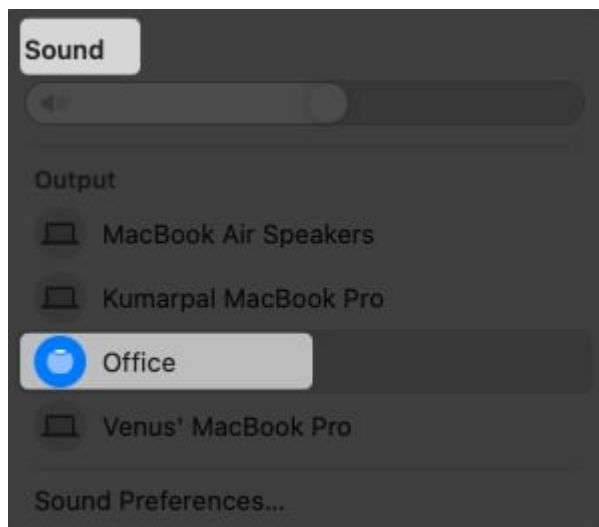 Sound
Output
MacBook Air Speakers
Kumarpal MacBook Pro
Office
Venus' MacBook Pro
Sound Preferences...